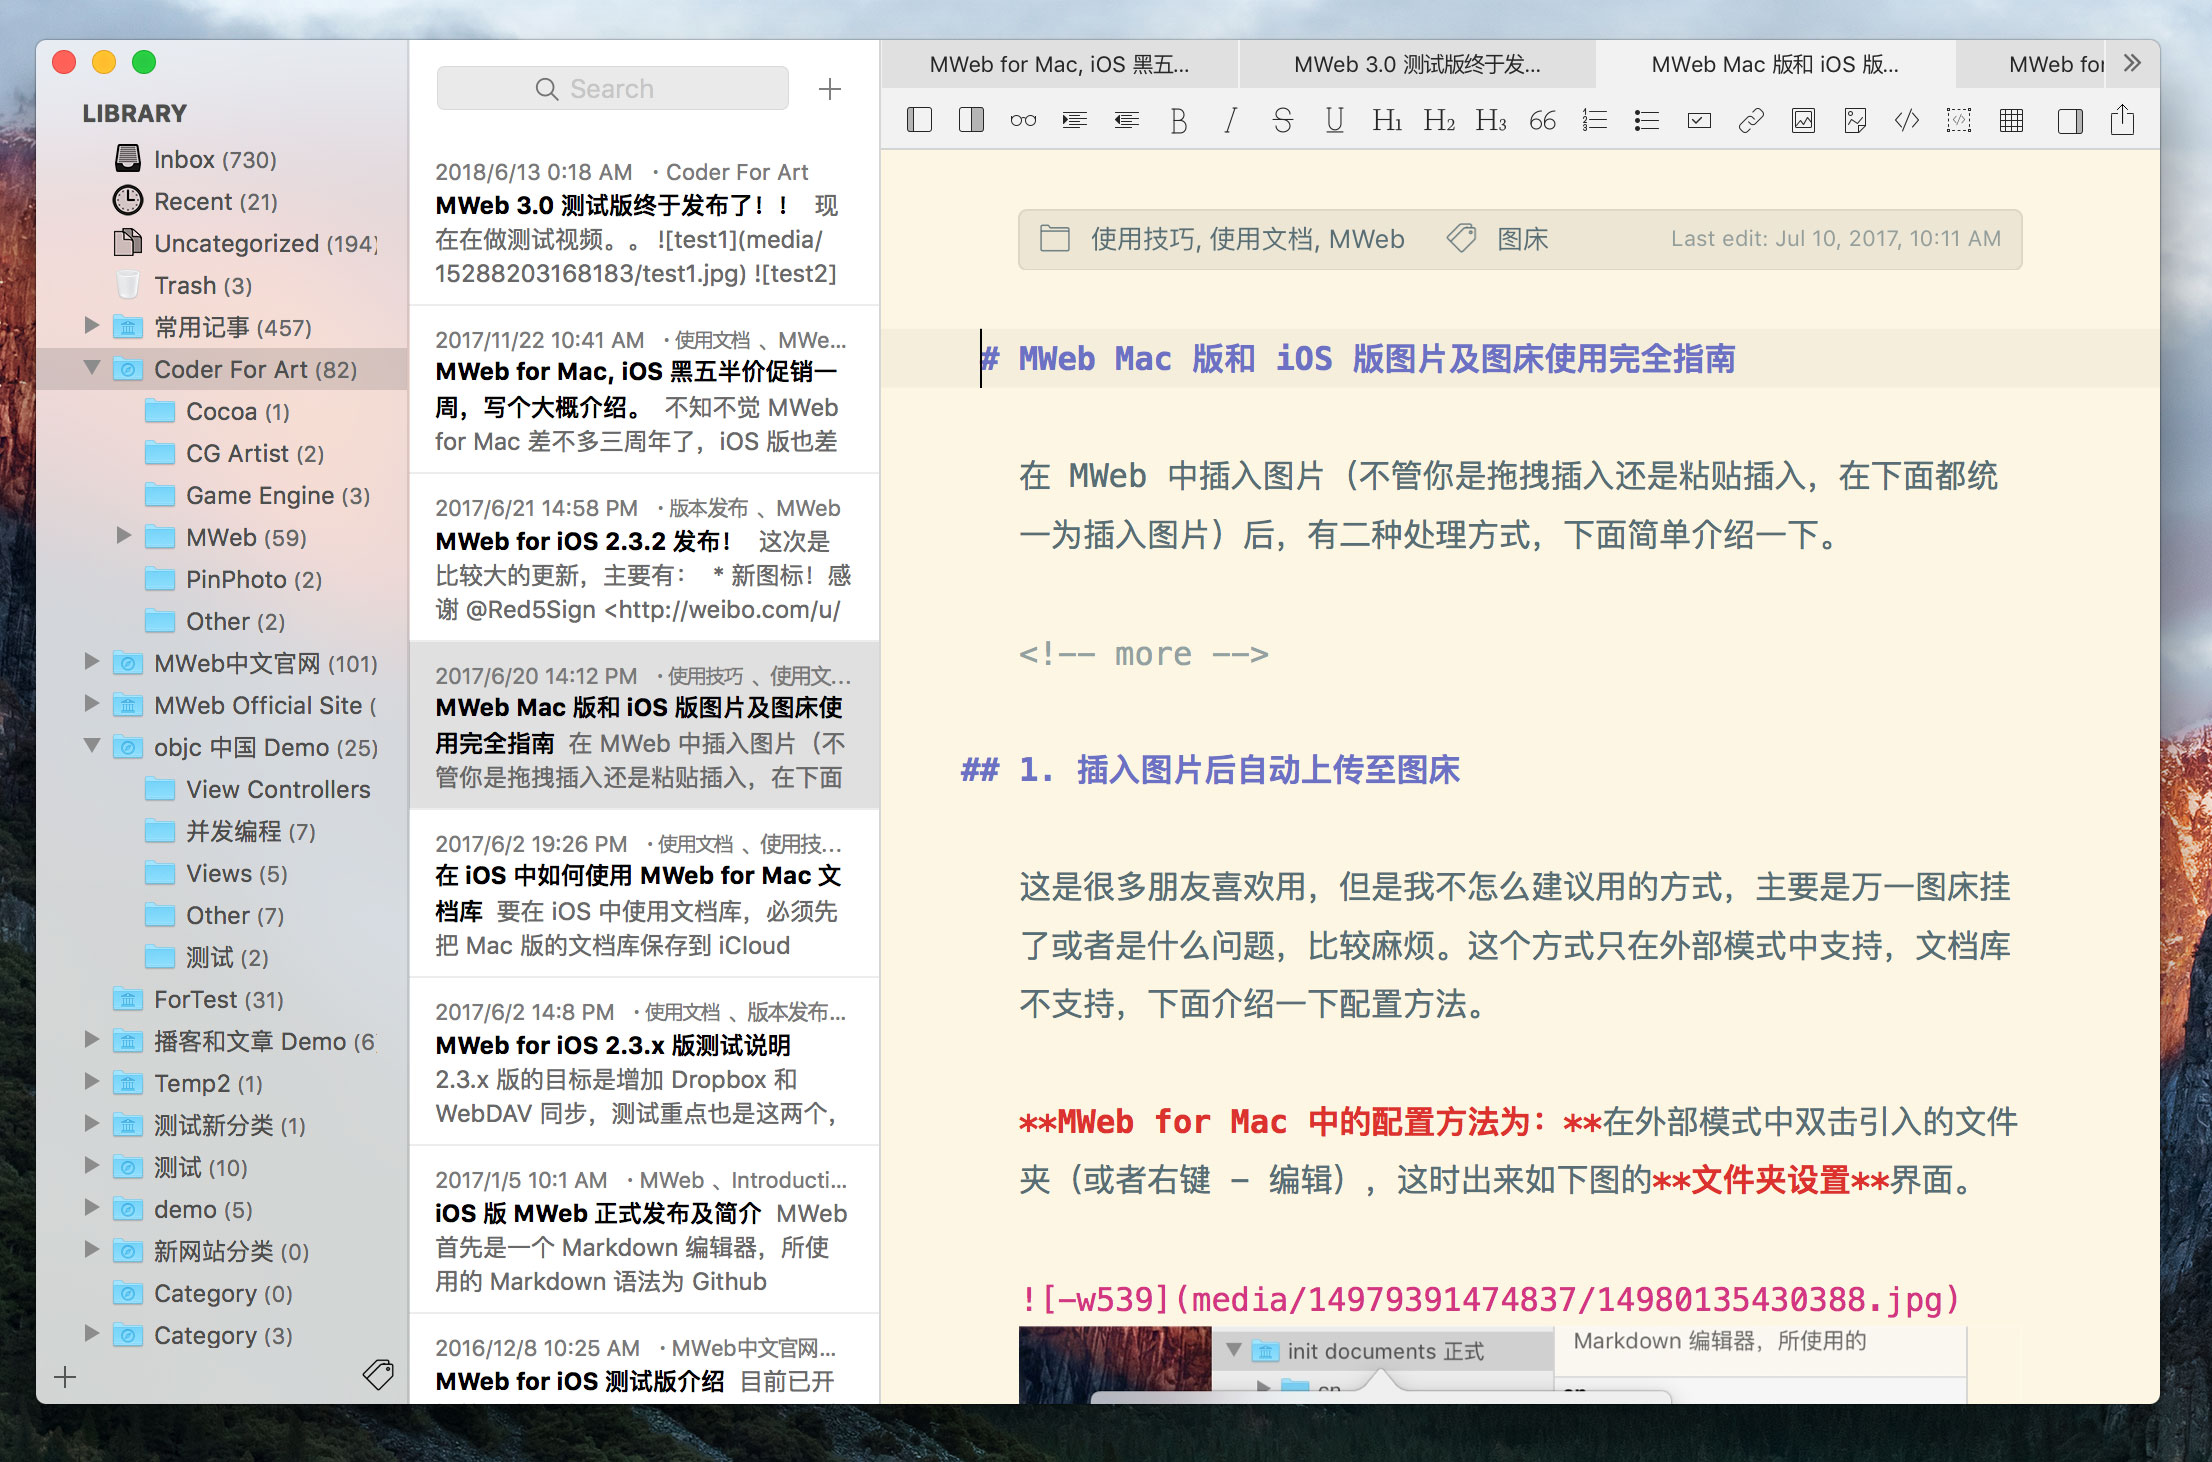 LIBRARY
Inbox (730)
Recent (21)
Uncategorized (194)
Trash (3)
常用记事 (457)
Coder For Art (82)
Cocoa (1)
CG Artist (2)
Game Engine (3)
MWeb (59)
PinPhoto (2)
Other (2)
MWeb中文官网 (101)
MWeb Official Site (
objc 中国 Demo (25)
View Controllers
并发编程 (7)
Views (5)
Other (7)
测试 (2)
ForTest (31)
播客和文章 Demo (6
Temp2 (1)
测试新分类 (1)
测试 (10)
demo (5)
新网站分类 (0)
Category (0)
Category (3)
Search
2018/6/13 0:18 AM ・Coder For Art
MWeb 3.0 测试版终于发布了！！ 现
在在做测试视频。。 ![test1](media/
15288203168183/test1.jpg) ![test2]
2017/11/22 10:41 AM ・使用文档 、MWe...
MWeb for Mac, iOS 黑五半价促销一
周，写个大概介绍。 不知不觉 MWeb
for Mac 差不多三周年了，iOS 版也差
2017/6/21 14:58 PM ・版本发布 、MWeb
MWeb for iOS 2.3.2 发布！ 这次是
比较大的更新，主要有： * 新图标！感
谢 @Red5Sign <http://weibo.com/u/
2017/6/20 14:12 PM ・使用技巧 、使用文...
MWeb Mac 版和 iOS 版图片及图床使
用完全指南 在 MWeb 中插入图片（不
管你是拖拽插入还是粘贴插入，在下面
2017/6/2 19:26 PM ・使用文档 、使用技...
在 iOS 中如何使用 MWeb for Mac 文
档库 要在 iOS 中使用文档库，必须先
把 Mac 版的文档库保存到 iCloud
2017/6/2 14:8 PM ・使用文档 、版本发布...
MWeb for iOS 2.3.x 版测试说明
2.3.x 版的目标是增加 Dropbox 和
WebDAV 同步，测试重点也是这两个，
2017/1/5 10:1 AM ・MWeb 、Introducti...
iOS 版 MWeb 正式发布及简介 MWeb
首先是一个 Markdown 编辑器，所使
用的 Markdown 语法为 Github
2016/12/8 10:25 AM ・MWeb中文官网...
MWeb for iOS 测试版介绍 目前已开
MWeb for Mac, iOS 黑五... MWeb 3.0 测试版终于发... MWeb Mac 版和 iOS 版... MWeb for
B I S U H1 H2 H3 66
使用技巧, 使用文档, MWeb 图床 Last edit: Jul 10, 2017, 10:11 AM
# MWeb Mac 版和 iOS 版图片及图床使用完全指南
在 MWeb 中插入图片（不管你是拖拽插入还是粘贴插入，在下面都统
一为插入图片）后，有二种处理方式，下面简单介绍一下。
<!-- more -->
## 1. 插入图片后自动上传至图床
这是很多朋友喜欢用，但是我不怎么建议用的方式，主要是万一图床挂
了或者是什么问题，比较麻烦。这个方式只在外部模式中支持，文档库
不支持，下面介绍一下配置方法。
**MWeb for Mac 中的配置方法为：**在外部模式中双击引入的文件
夹（或者右键 - 编辑），这时出来如下图的**文件夹设置**界面。
![-w539](media/14979391474837/14980135430388.jpg)
init documents 正式
Markdown 编辑器，所使用的